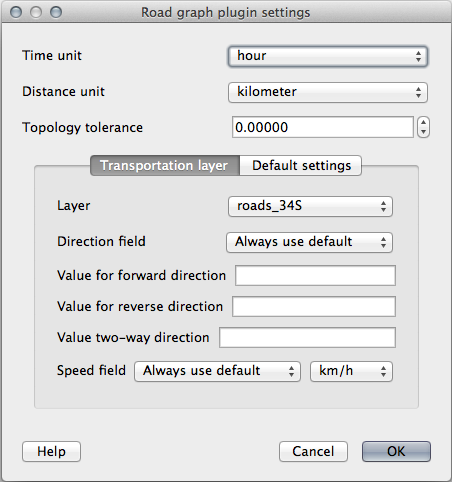 Road graph plugin settings
Time unit hour
Distance unit kilometer
Topology tolerance 0.00000
Transportation layer Default settings
Layer roads_34S
Direction field Always use default
Value for forward direction
Value for reverse direction
Value two-way direction
Speed field Always use default km/h
Help Cancel OK